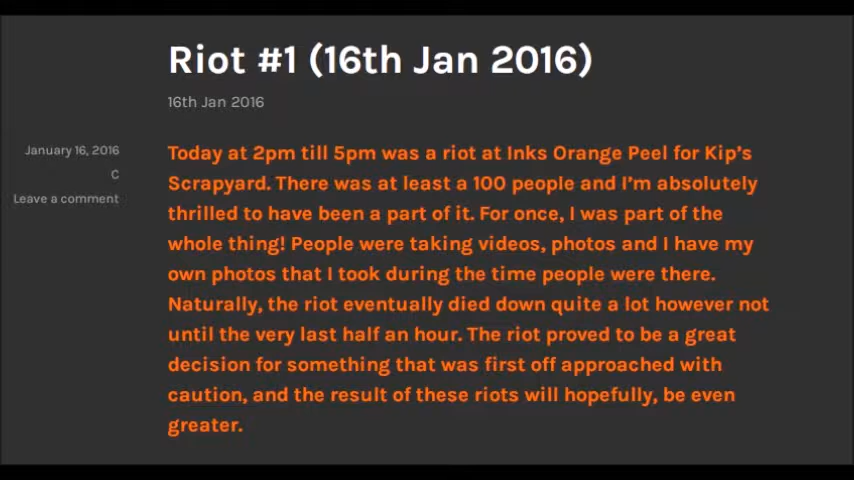 Riot #1 (16th Jan 2016)
16th Jan 2016
January 16, 2016
C
Leave a comment
Today at 2pm till 5pm was a riot at Inks Orange Peel for Kip's
Scrapyard. There was at least a 100 people and I'm absolutely
thrilled to have been a part of it. For once, I was part of the
whole thing! People were taking videos, photos and I have my
own photos that I took during the time people were there.
Naturally, the riot eventually died down quite a lot however not
until the very last half an hour. The riot proved to be a great
decision for something that was first off approached with
caution, and the result of these riots will hopefully, be even
greater.